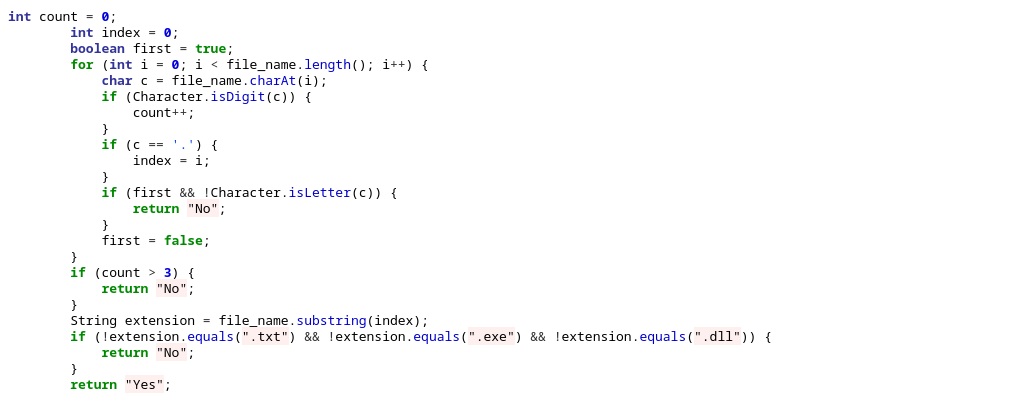 int count = 0;
        int index = 0;
        boolean first = true;
        for (int i = 0; i < file_name.length(); i++) {
            char c = file_name.charAt(i);
            if (Character.isDigit(c)) {
                count++;
            }
            if (c == '.') {
                index = i;
            }
            if (first && !Character.isLetter(c)) {
                return "No";
            }
            first = false;
        }
        if (count > 3) {
            return "No";
        }
        String extension = file_name.substring(index);
        if (!extension.equals(".txt") && !extension.equals(".exe") && !extension.equals(".dll")) {
            return "No";
        }
        return "Yes";